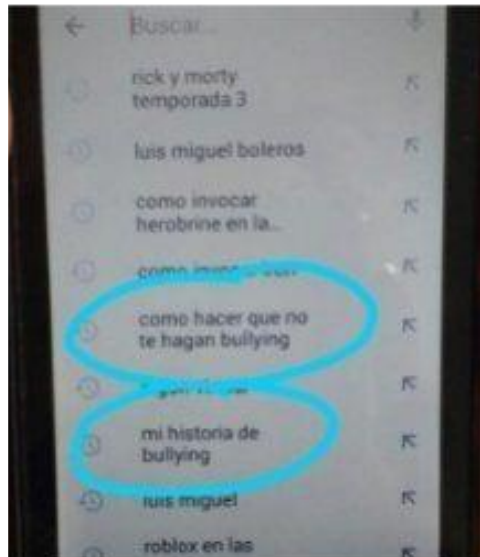 Buscar...
rick y morty
temporada 3
luis miguel boleros
como invocar
herobrine en la...
como
como hacer que no
te hagan bullying
mi historia de
bullying
luis miguel
roblox en las